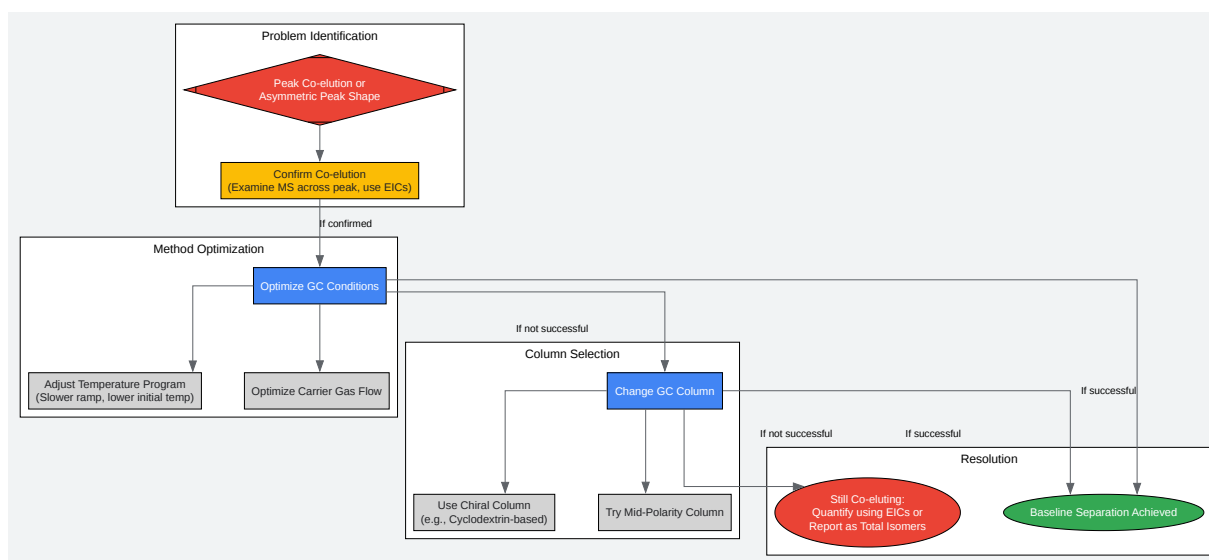 Problem Identification
Peak Co-elution or
Asymmetric Peak Shape
Confirm Co-elution
(Examine MS across peak, use EICs)
If confirmed
Method Optimization
Optimize GC Conditions
Adjust Temperature Program
(Slower ramp, lower initial temp)
Optimize Carrier Gas Flow
If not successful
Column Selection
Change GC Column
If successful
Use Chiral Column
(e.g., Cyclodextrin-based)
Try Mid-Polarity Column
If not successful
If successful
Resolution
Still Co-eluting:
Quantify using EICs or
Report as Total Isomers
Baseline Separation Achieved